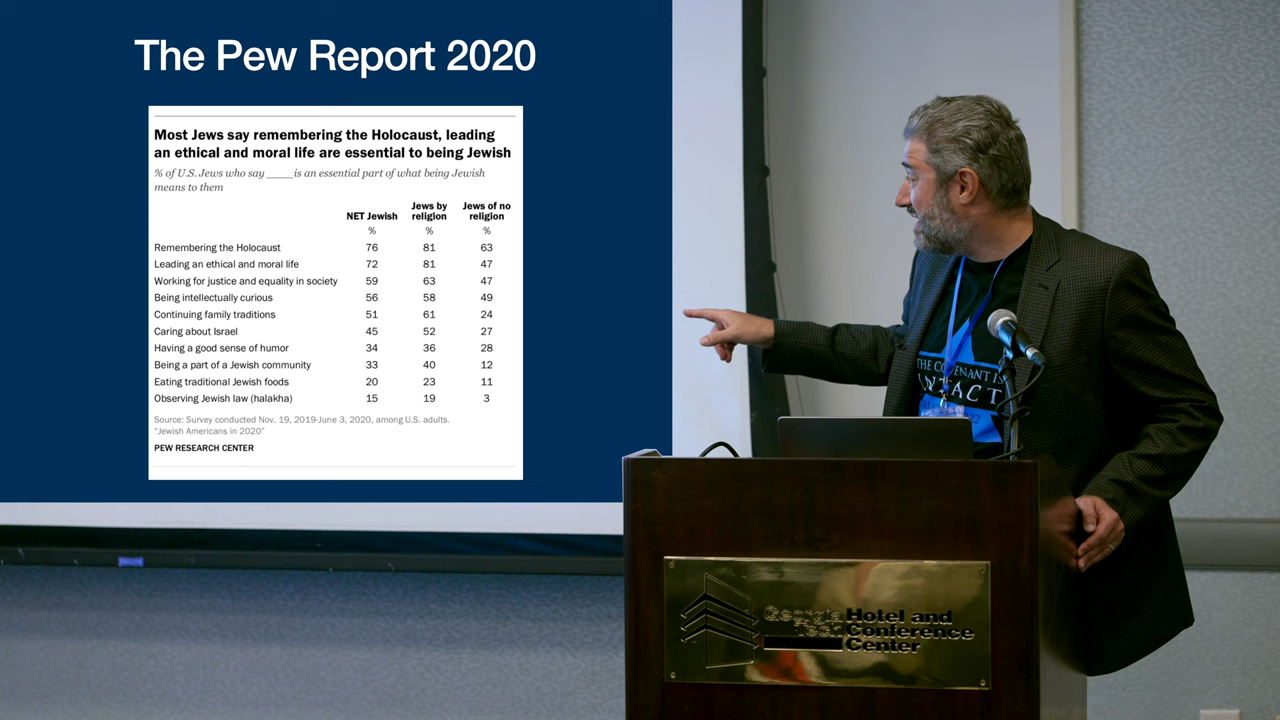 The Pew Report 2020
Most Jews say remembering the Holocaust, leading
an ethical and moral life are essential to being Jewish
% of U.S. Jews who say ____ is an essential part of what being Jewish
means to them
NET Jewish Jews by religion Jews of no religion
% % %
Remembering the Holocaust 76 81 63
Leading an ethical and moral life 72 81 47
Working for justice and equality in society 59 63 47
Being intellectually curious 56 58 49
Continuing family traditions 51 61 24
Caring about Israel 45 52 27
Having a good sense of humor 34 36 28
Being a part of a Jewish community 33 40 12
Eating traditional Jewish foods 20 23 11
Observing Jewish law (halakha) 15 19 3
Source: Survey conducted Nov. 19, 2019-June 3, 2020, among U.S. adults.
"Jewish Americans in 2020"
PEW RESEARCH CENTER
THE COVENANT IS
INTACT
Hotel and
Conference
Center